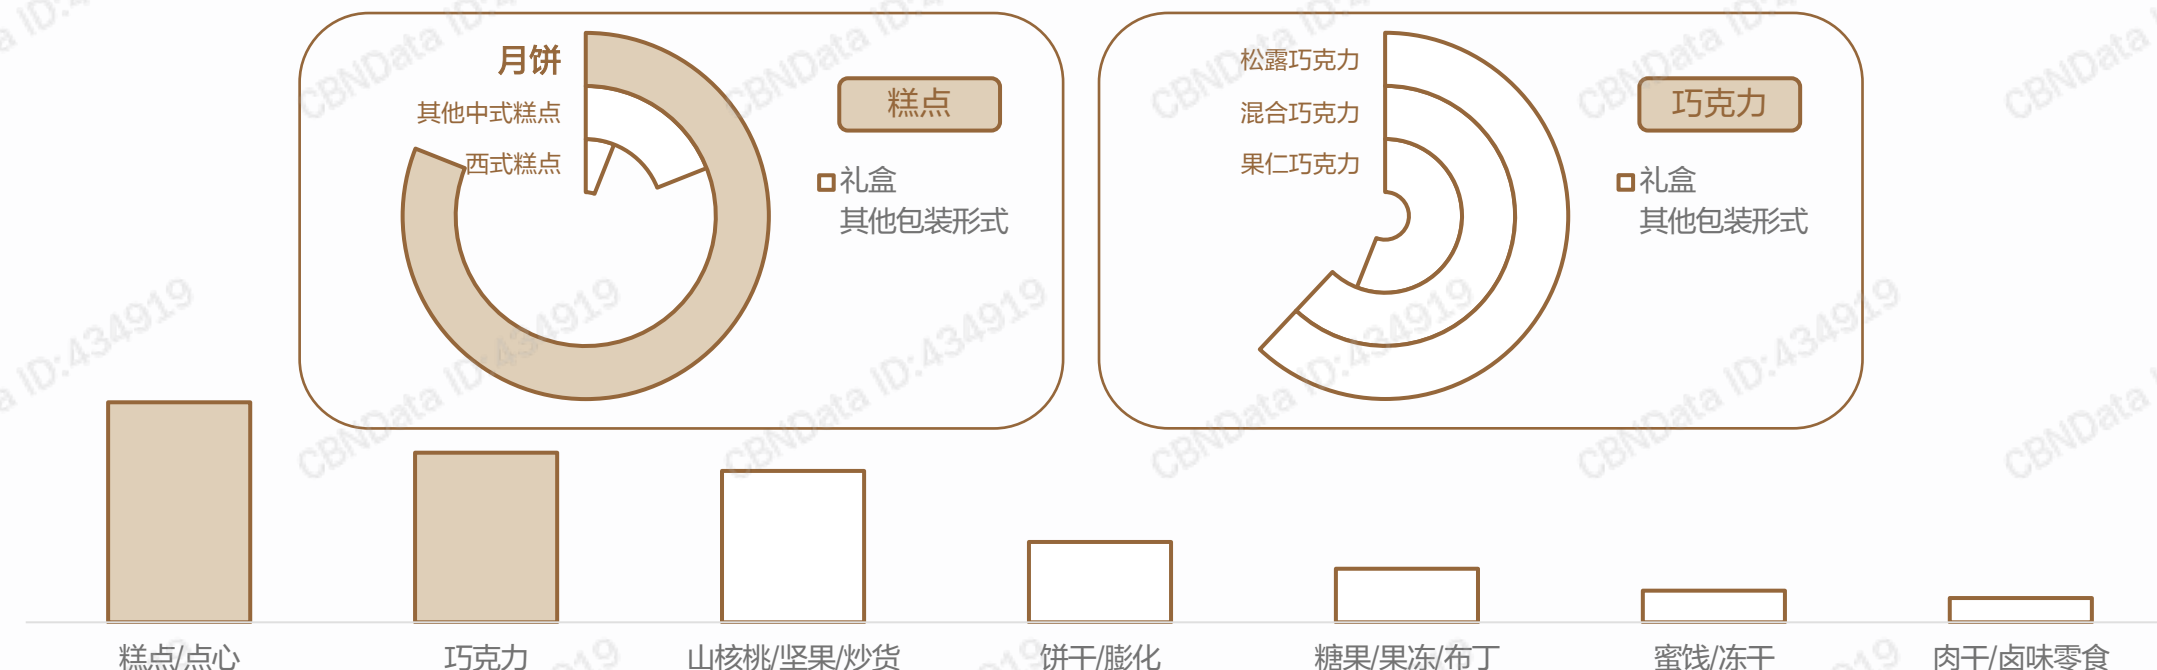 月饼
其他中式糕点
西式糕点
糕点
礼盒
其他包装形式
松露巧克力
混合巧克力
果仁巧克力
巧克力
礼盒
其他包装形式
糕点/点心
巧克力
山核桃/坚果/炒货
饼干/膨化
糖果/果冻/布丁
蜜饯/冻干
肉干/卤味零食
CBNData ID:434919